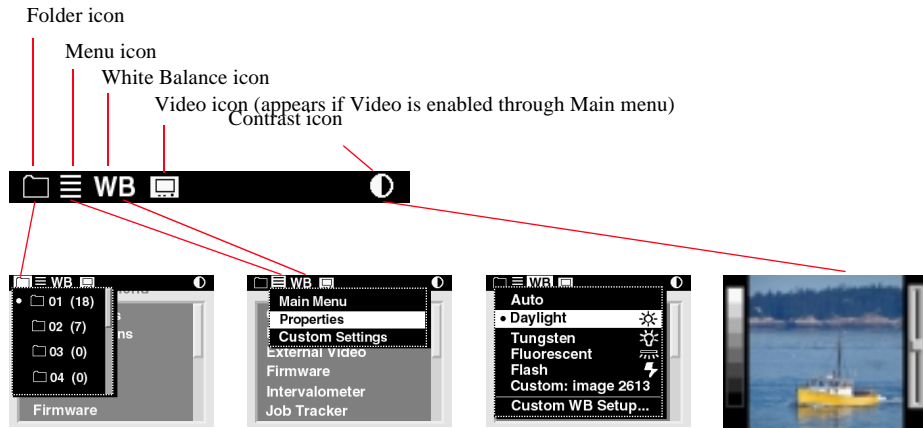 Folder icon
Menu icon
White Balance icon
Video icon (appears if Video is enabled through Main menu)
Contrast icon
WB
WB
01 (18)
02 (7)
03 (0)
04 (0)
Firmware
WB
Main Menu
Properties
Custom Settings
External Video
Firmware
Intervalometer
Job Tracker
WB
Auto
Daylight
Tungsten
Fluorescent
Flash
Custom: image 2613
Custom WB Setup...